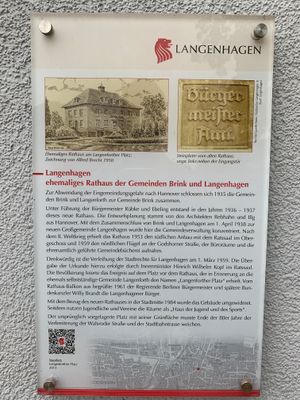 LANGENHAGEN
Ehemaliges Rathaus am Langenforther Platz;
Zeichnung von Alfred Brecht 1950
Bürger
meister
Amt
Steinplatte vom alten Rathaus,
Langenhagen
ehemaliges Rathaus der Gemeinden Brink und Langenhagen
Zur Abwendung der Eingemeindungsgefahr nach Hannover schlossen sich 1935 die Gemein-
den Brink und Langenforth zur Gemeinde Brink zusammen.
Unter Führung der Bürgermeister Rübke und Ebeling entstand in den Jahren 1936 - 1937
dieses neue Rathaus. Die Entwurfsplanung stammt von den Architekten Rebhahn und Illg
aus Hannover. Mit dem Zusammenschluss von Brink und Langenhagen am 1. April 1938 zur
neuen Großgemeinde Langenhagen wurde hier die Gemeindeverwaltung konzentriert. Nach
dem II. Weltkrieg erhielt das Rathaus 1953 den südlichen Anbau mit dem Ratssaal im Ober-
geschoss und 1959 den nördlichen Flügel an der Godshorner Straße, der Büroräume und die
ehrenamtlich geführte Gemeindebücherei aufnahm.
Denkwürdig ist die Verleihung der Stadtrechte für Langenhagen am 1. März 1959. Die Über-
gabe der Urkunde hierzu erfolgte durch Innenminister Hinrich Wilhelm Kopf im Ratssaal.
Die Bevölkerung feierte das Ereignis auf dem Platz vor dem Rathaus, der in Erinnerung an die
ehemals selbstständige Gemeinde Langenforth den Namen „Langenforther Platz" erhielt. Vom
Rathaus-Balkon aus begrüßte 1961 der Regierende Berliner Bürgermeister und spätere Bun-
deskanzler Willy Brandt die Langenhagener Bürger.
Mit dem Bezug des neuen Rathauses in der Stadtmitte 1984 wurde das Gebäude umgewidmet.
Seitdem nutzen Jugendliche und Vereine die Räume als „Haus der Jugend und des Sports".
Der ursprünglich vorgelagerte Platz mit seiner Grünfläche musste Ende der 80er Jahre der
Verbreiterung der Walsroder Straße und der Stadtbahntrasse weichen.
Langenforther Platz